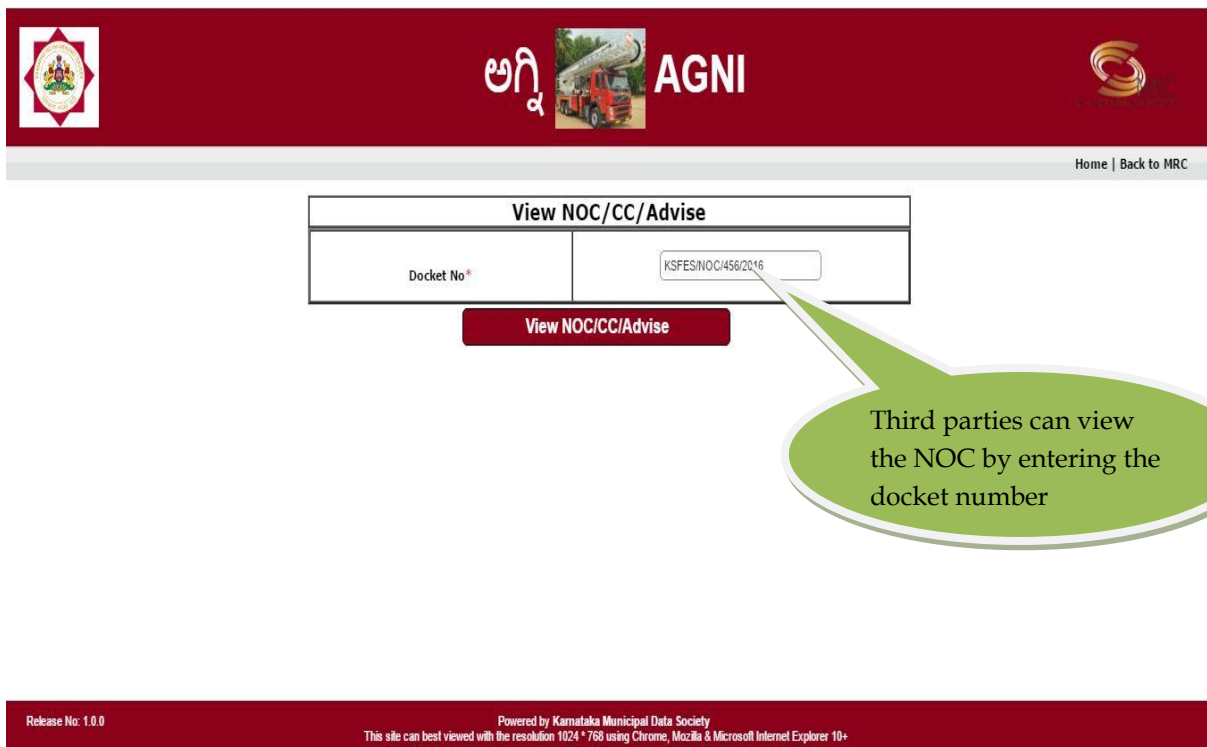 ಅಗ್ನಿ AGNI
Home | Back to MRC
View NOC/CC/Advise
Docket No* KSFES/NOC/456/2016
View NOC/CC/Advise
Third parties can view
the NOC by entering the
docket number
Release No: 1.0.0
Powered by Karnataka Municipal Data Society
This site can best viewed with the resolution 1024 * 768 using Chrome, Mozilla & Microsoft Internet Explorer 10+